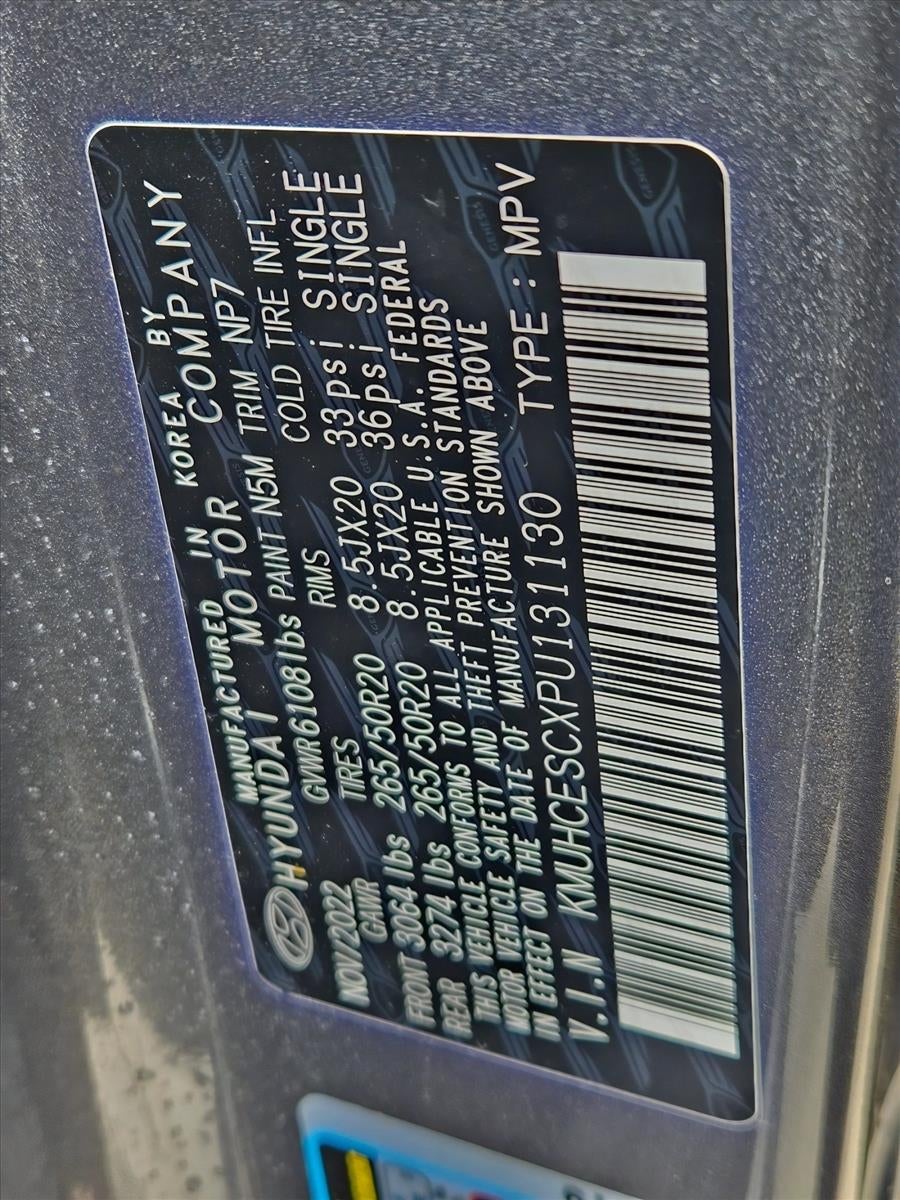 MANUFACTURED IN KOREA BY
HYUNDAI MOTOR COMPANY
NOV/2022 GVWR6108lbs PAINT N5M TRIM NP7
GAWR TIRES RIMS COLD TIRE INFL
FRONT 3064 lbs 265/50R20 8.5JX20 33psi SINGLE
REAR 3274 lbs 265/50R20 8.5JX20 36psi SINGLE
THIS VEHICLE CONFORMS TO ALL APPLICABLE U.S.A. FEDERAL
MOTOR VEHICLE SAFETY AND THEFT PREVENTION STANDARDS
IN EFFECT ON THE DATE OF MANUFACTURE SHOWN ABOVE
V.I.N KMUHCESCXPU131130 TYPE : MPV